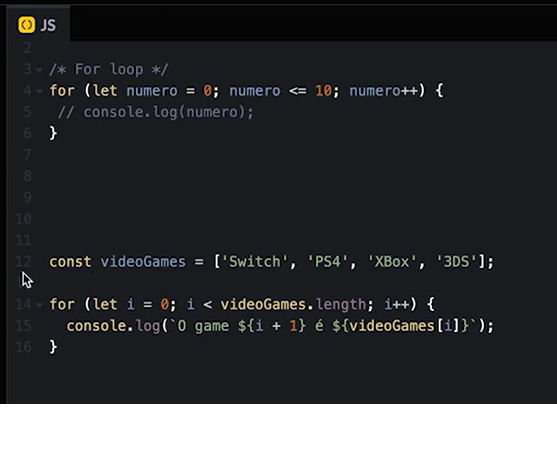 JS
2
3 /* For loop */
4 for (let numero = 0; numero <= 10; numero++) {
5 // console.log(numero);
6 }
7
8
9
10
11
12 const videoGames = ['Switch', 'PS4', 'XBox', '3DS'];
14 for (let i = 0; i < videoGames.length; i++) {
15 console.log(`O game ${i + 1} é ${videoGames[i]}`);
16 }